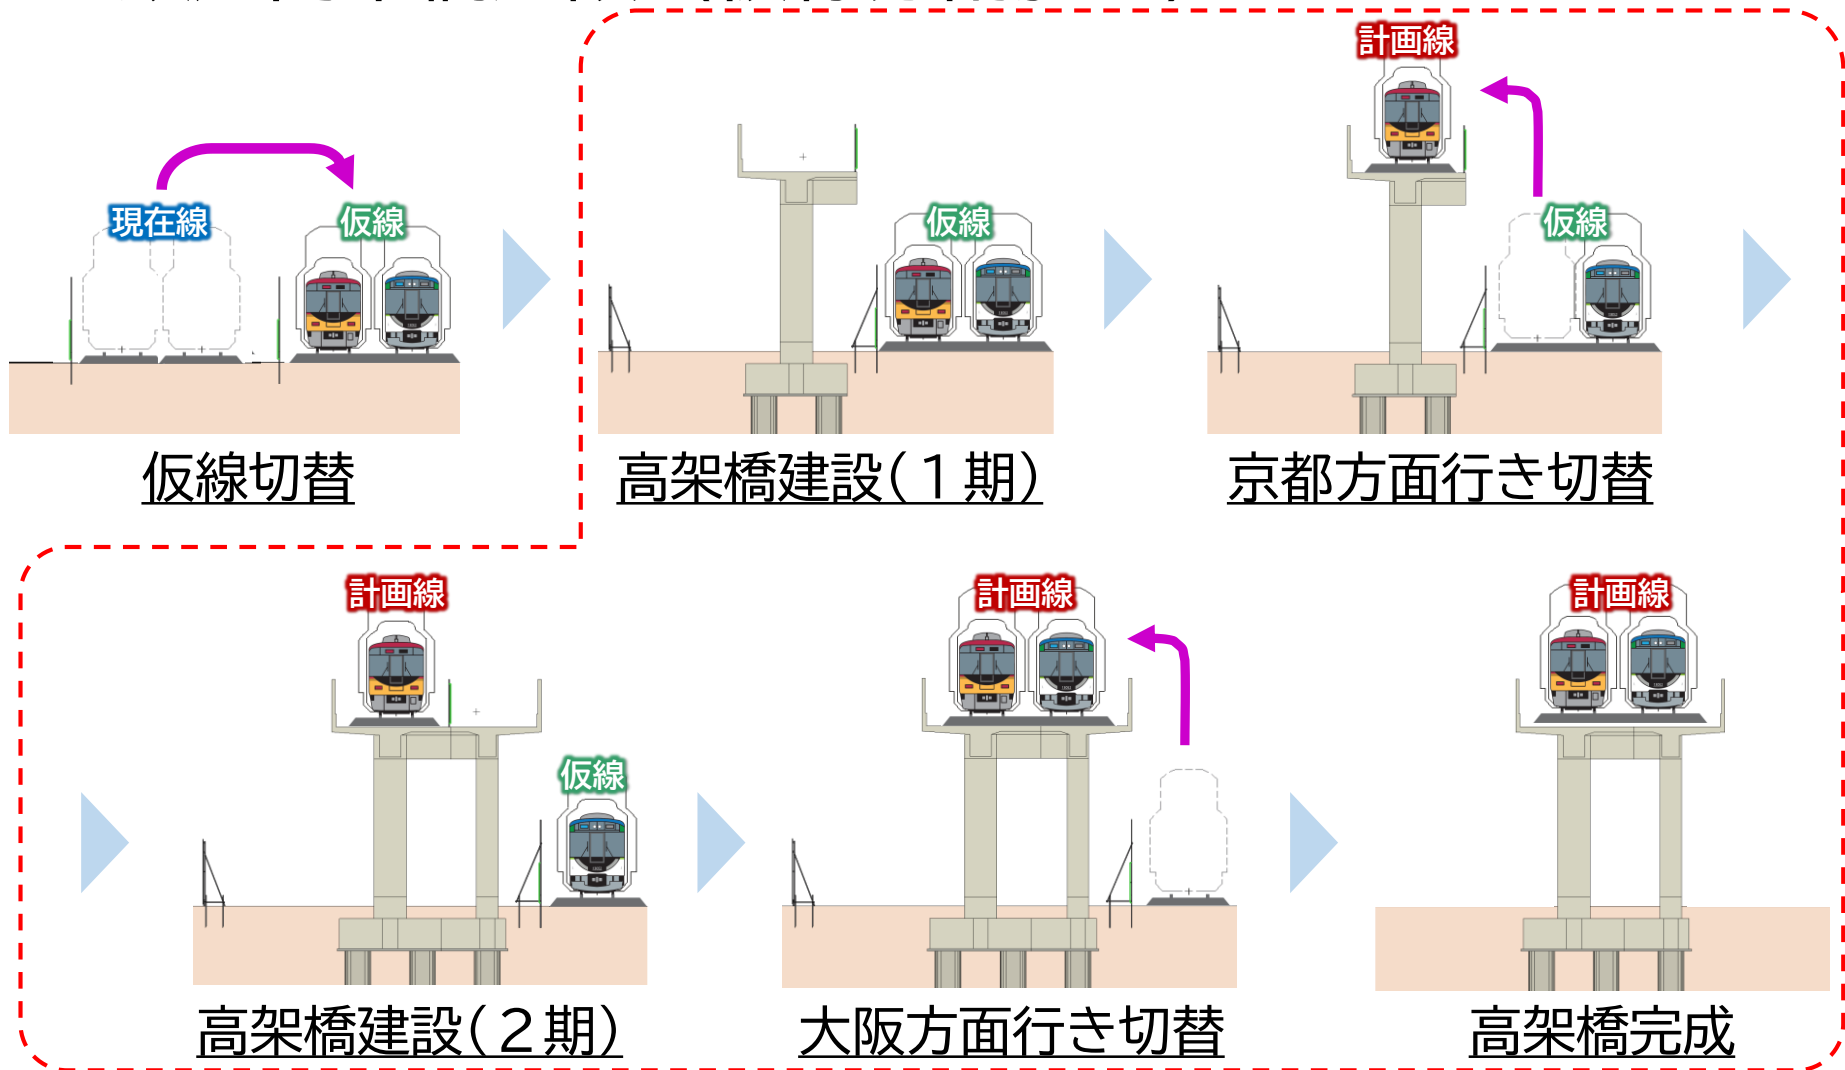 計画線
現在線
仮線
仮線
仮線
仮線切替
高架橋建設(1期)
京都方面行き切替
計画線
計画線
計画線
仮線
高架橋建設(2期)
大阪方面行き切替
高架橋完成